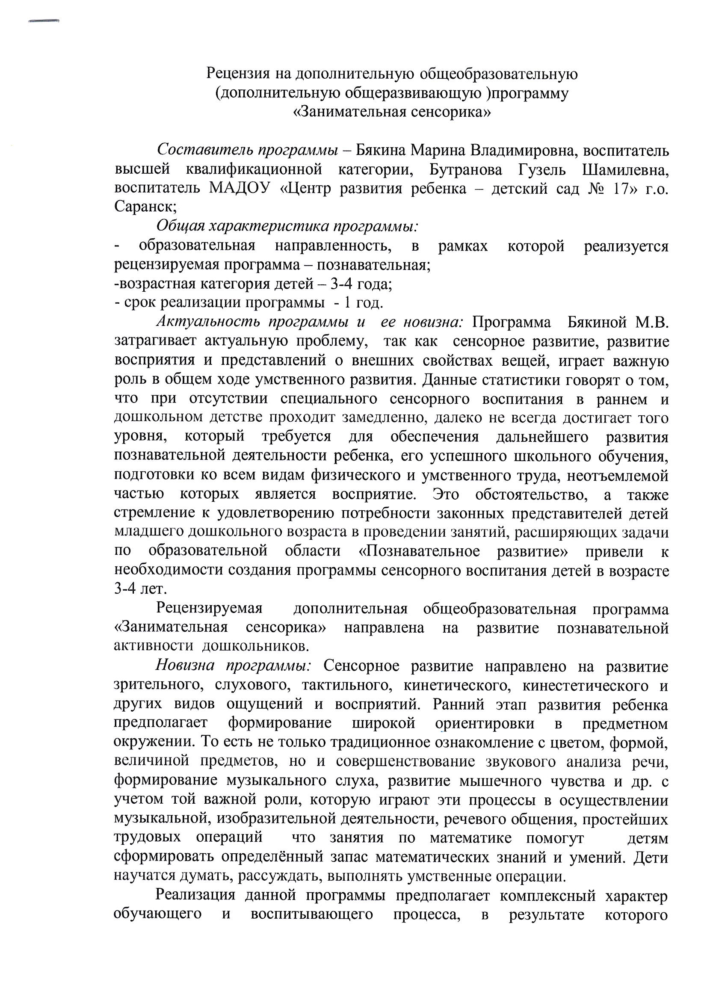 Рецензия на дополнительную общеобразовательную
(дополнительную общеразвивающую )программу
«Занимательная сенсорика»
Составитель программы – Бякина Марина Владимировна, воспитатель
высшей квалификационной категории, Бутранова Гузель Шамилевна,
воспитатель МАДОУ «Центр развития ребенка – детский сад № 17» г.о.
Саранск;
Общая характеристика программы:
- образовательная направленность, в рамках которой реализуется
рецензируемая программа – познавательная;
-возрастная категория детей – 3-4 года;
- срок реализации программы - 1 год.
Актуальность программы и ее новизна: Программа Бякиной М.В.
затрагивает актуальную проблему, так как сенсорное развитие, развитие
восприятия и представлений о внешних свойствах вещей, играет важную
роль в общем ходе умственного развития. Данные статистики говорят о том,
что при отсутствии специального сенсорного воспитания в раннем и
дошкольном детстве проходит замедленно, далеко не всегда достигает того
уровня, который требуется для обеспечения дальнейшего развития
познавательной деятельности ребенка, его успешного школьного обучения,
подготовки ко всем видам физического и умственного труда, неотъемлемой
частью которых является восприятие. Это обстоятельство, а также
стремление к удовлетворению потребности законных представителей детей
младшего дошкольного возраста в проведении занятий, расширяющих задачи
по образовательной области «Познавательное развитие» привели к
необходимости создания программы сенсорного воспитания детей в возрасте
3-4 лет.
Рецензируемая дополнительная общеобразовательная программа
«Занимательная сенсорика» направлена на развитие познавательной
активности дошкольников.
Новизна программы: Сенсорное развитие направлено на развитие
зрительного, слухового, тактильного, кинетического, кинестетического и
других видов ощущений и восприятий. Ранний этап развития ребенка
предполагает формирование широкой ориентировки в предметном
окружении. То есть не только традиционное ознакомление с цветом, формой,
величиной предметов, но и совершенствование звукового анализа речи,
формирование музыкального слуха, развитие мышечного чувства и др. с
учетом той важной роли, которую играют эти процессы в осуществлении
музыкальной, изобразительной деятельности, речевого общения, простейших
трудовых операций что занятия по математике помогут детям
сформировать определённый запас математических знаний и умений. Дети
научатся думать, рассуждать, выполнять умственные операции.
Реализация данной программы предполагает комплексный характер
обучающего и воспитывающего процесса, в результате которого